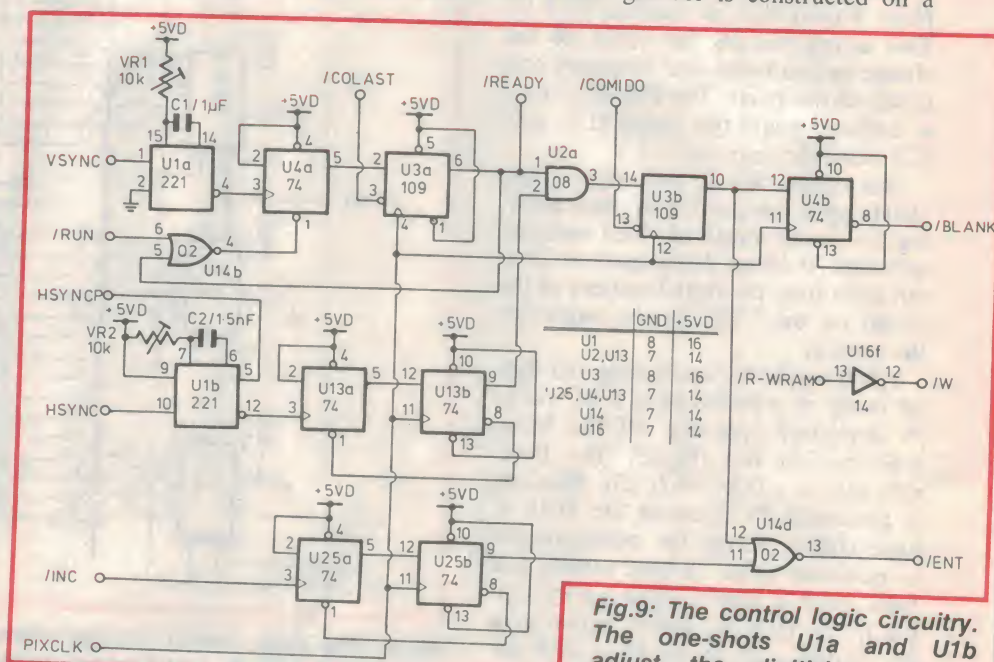 is constructed on a
+5VD
VR1
10k
C1/1µF
15 14
VSYNC 1
2
U1a
221
4
+5VD
4
2 5
3
U4a
74
1
/RUN 6
5
02
4
U14b
/COLAST
+5VD
5
2 6
3
U3a
109
4 1
/READY
U2a
1
2
08
3
/COMIDO
14 10
13
U3b
109
12
+5VD
10
12
11
U4b
74
8
13
/BLANK
HSYNCP
+5VD
VR2
10k
C2/1·5nF
7 6
9
5
U1b
221
HSYNC 10
12
+5VD
4
2 5
3
U13a
74
1
+5VD
10
12 9
11 8
U13b
74
13
GND +5VD
U1 8 16
U2,U13 7 14
U3 8 16
'J25,U4,U13 7 14
U14 7 14
U16 7 14
U16f
/R-WRAM 13 12 /W
14
+5VD
4
2 5
/INC 3
U25a
74
1
+5VD
10
12 9
11 8
U25b
74
13
U14d
12
11
02
13
/ENT
PIXCLK
Fig.9: The control logic circuitry.
The one-shots U1a and U1b